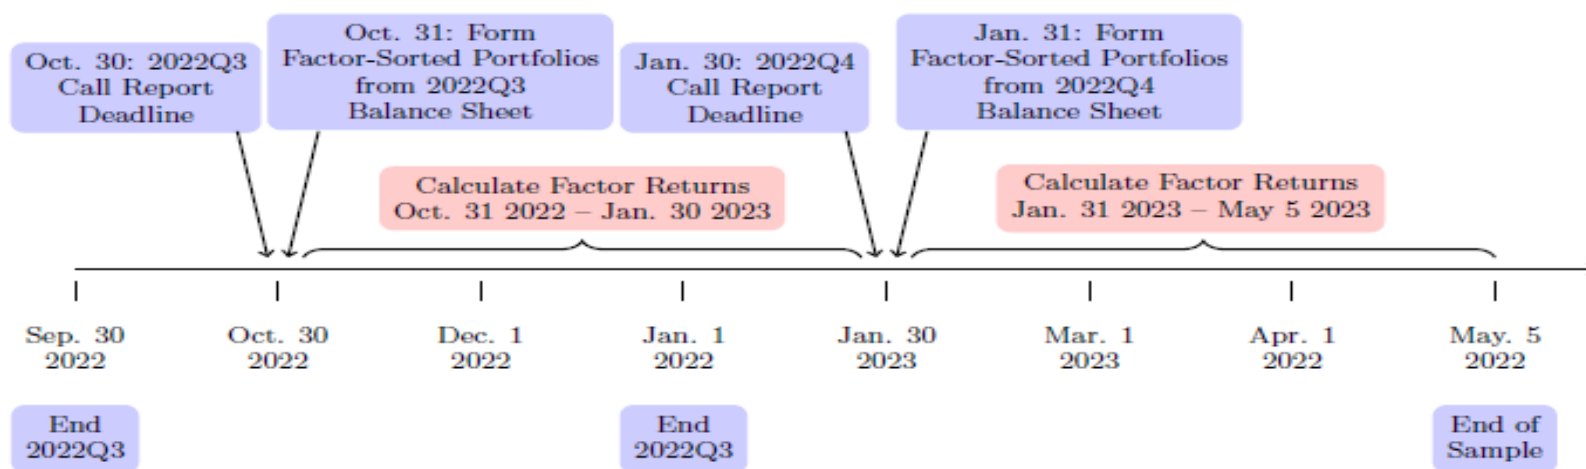 Oct. 30: 2022Q3
Call Report
Deadline
Oct. 31: Form
Factor-Sorted Portfolios
from 2022Q3
Balance Sheet
Jan. 30: 2022Q4
Call Report
Deadline
Jan. 31: Form
Factor-Sorted Portfolios
from 2022Q4
Balance Sheet
Calculate Factor Returns
Oct. 31 2022 – Jan. 30 2023
Calculate Factor Returns
Jan. 31 2023 – May 5 2023
Sep. 30
2022
Oct. 30
2022
Dec. 1
2022
Jan. 1
2022
Jan. 30
2023
Mar. 1
2023
Apr. 1
2022
May. 5
2022
End
2022Q3
End
2022Q3
End of
Sample